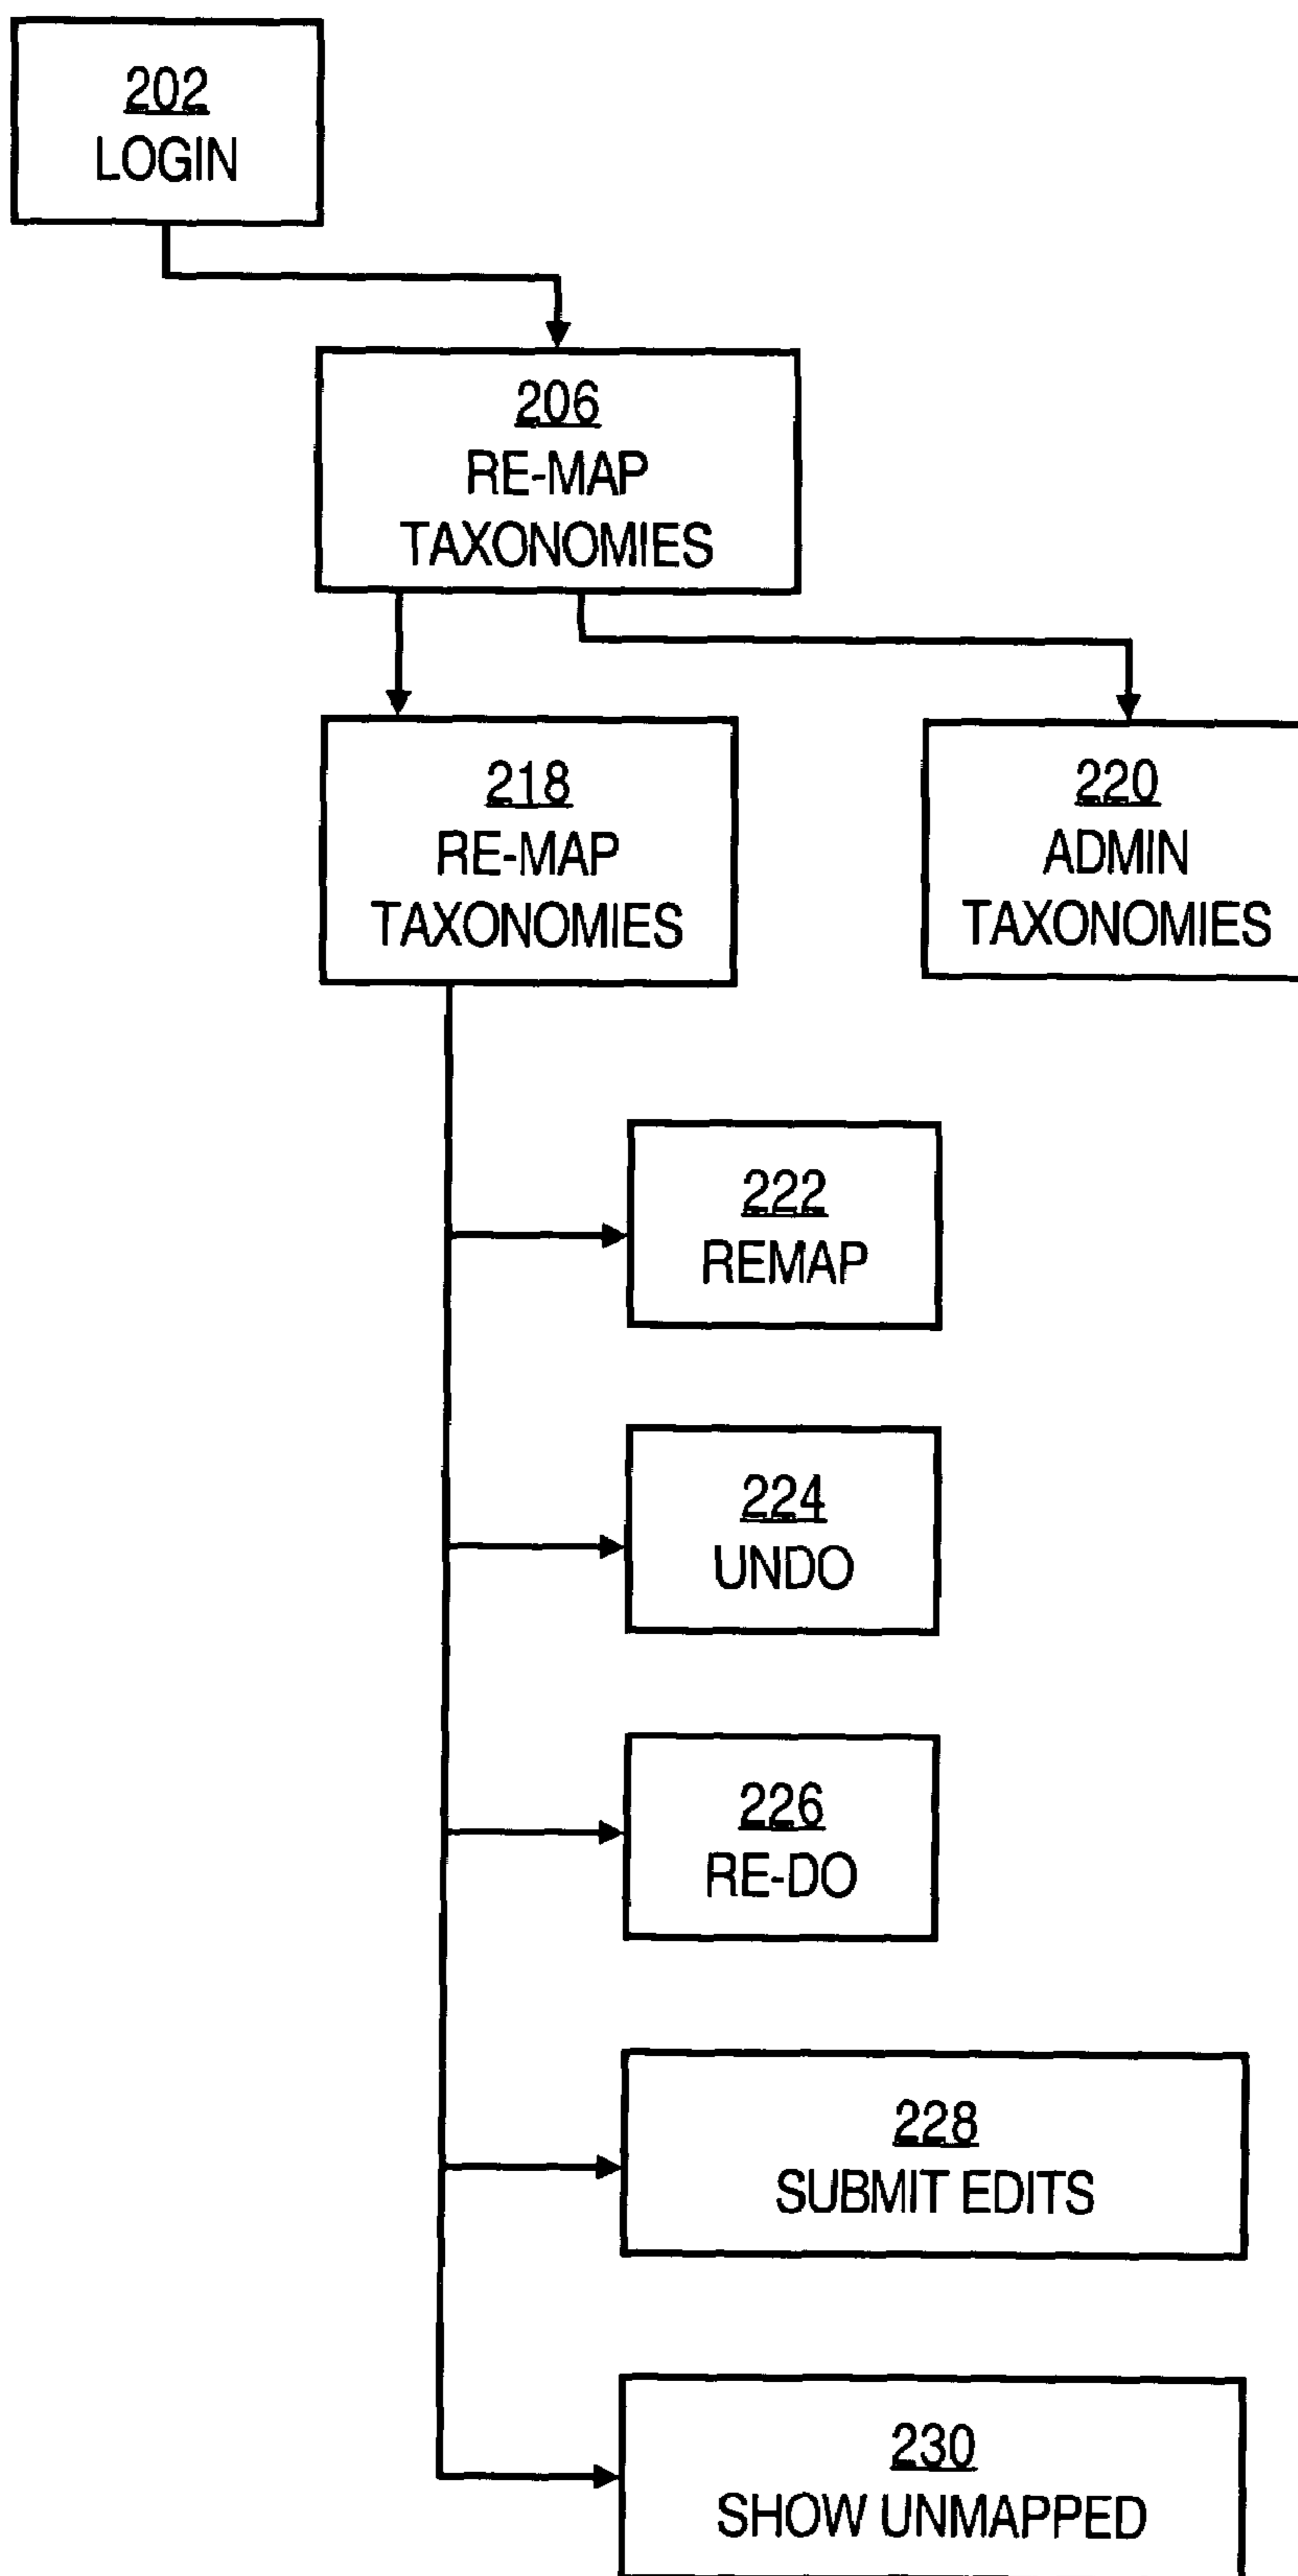 202
LOGIN
206
RE-MAP
TAXONOMIES
218
RE-MAP
TAXONOMIES
220
ADMIN
TAXONOMIES
222
REMAP
224
UNDO
226
RE-DO
228
SUBMIT EDITS
230
SHOW UNMAPPED